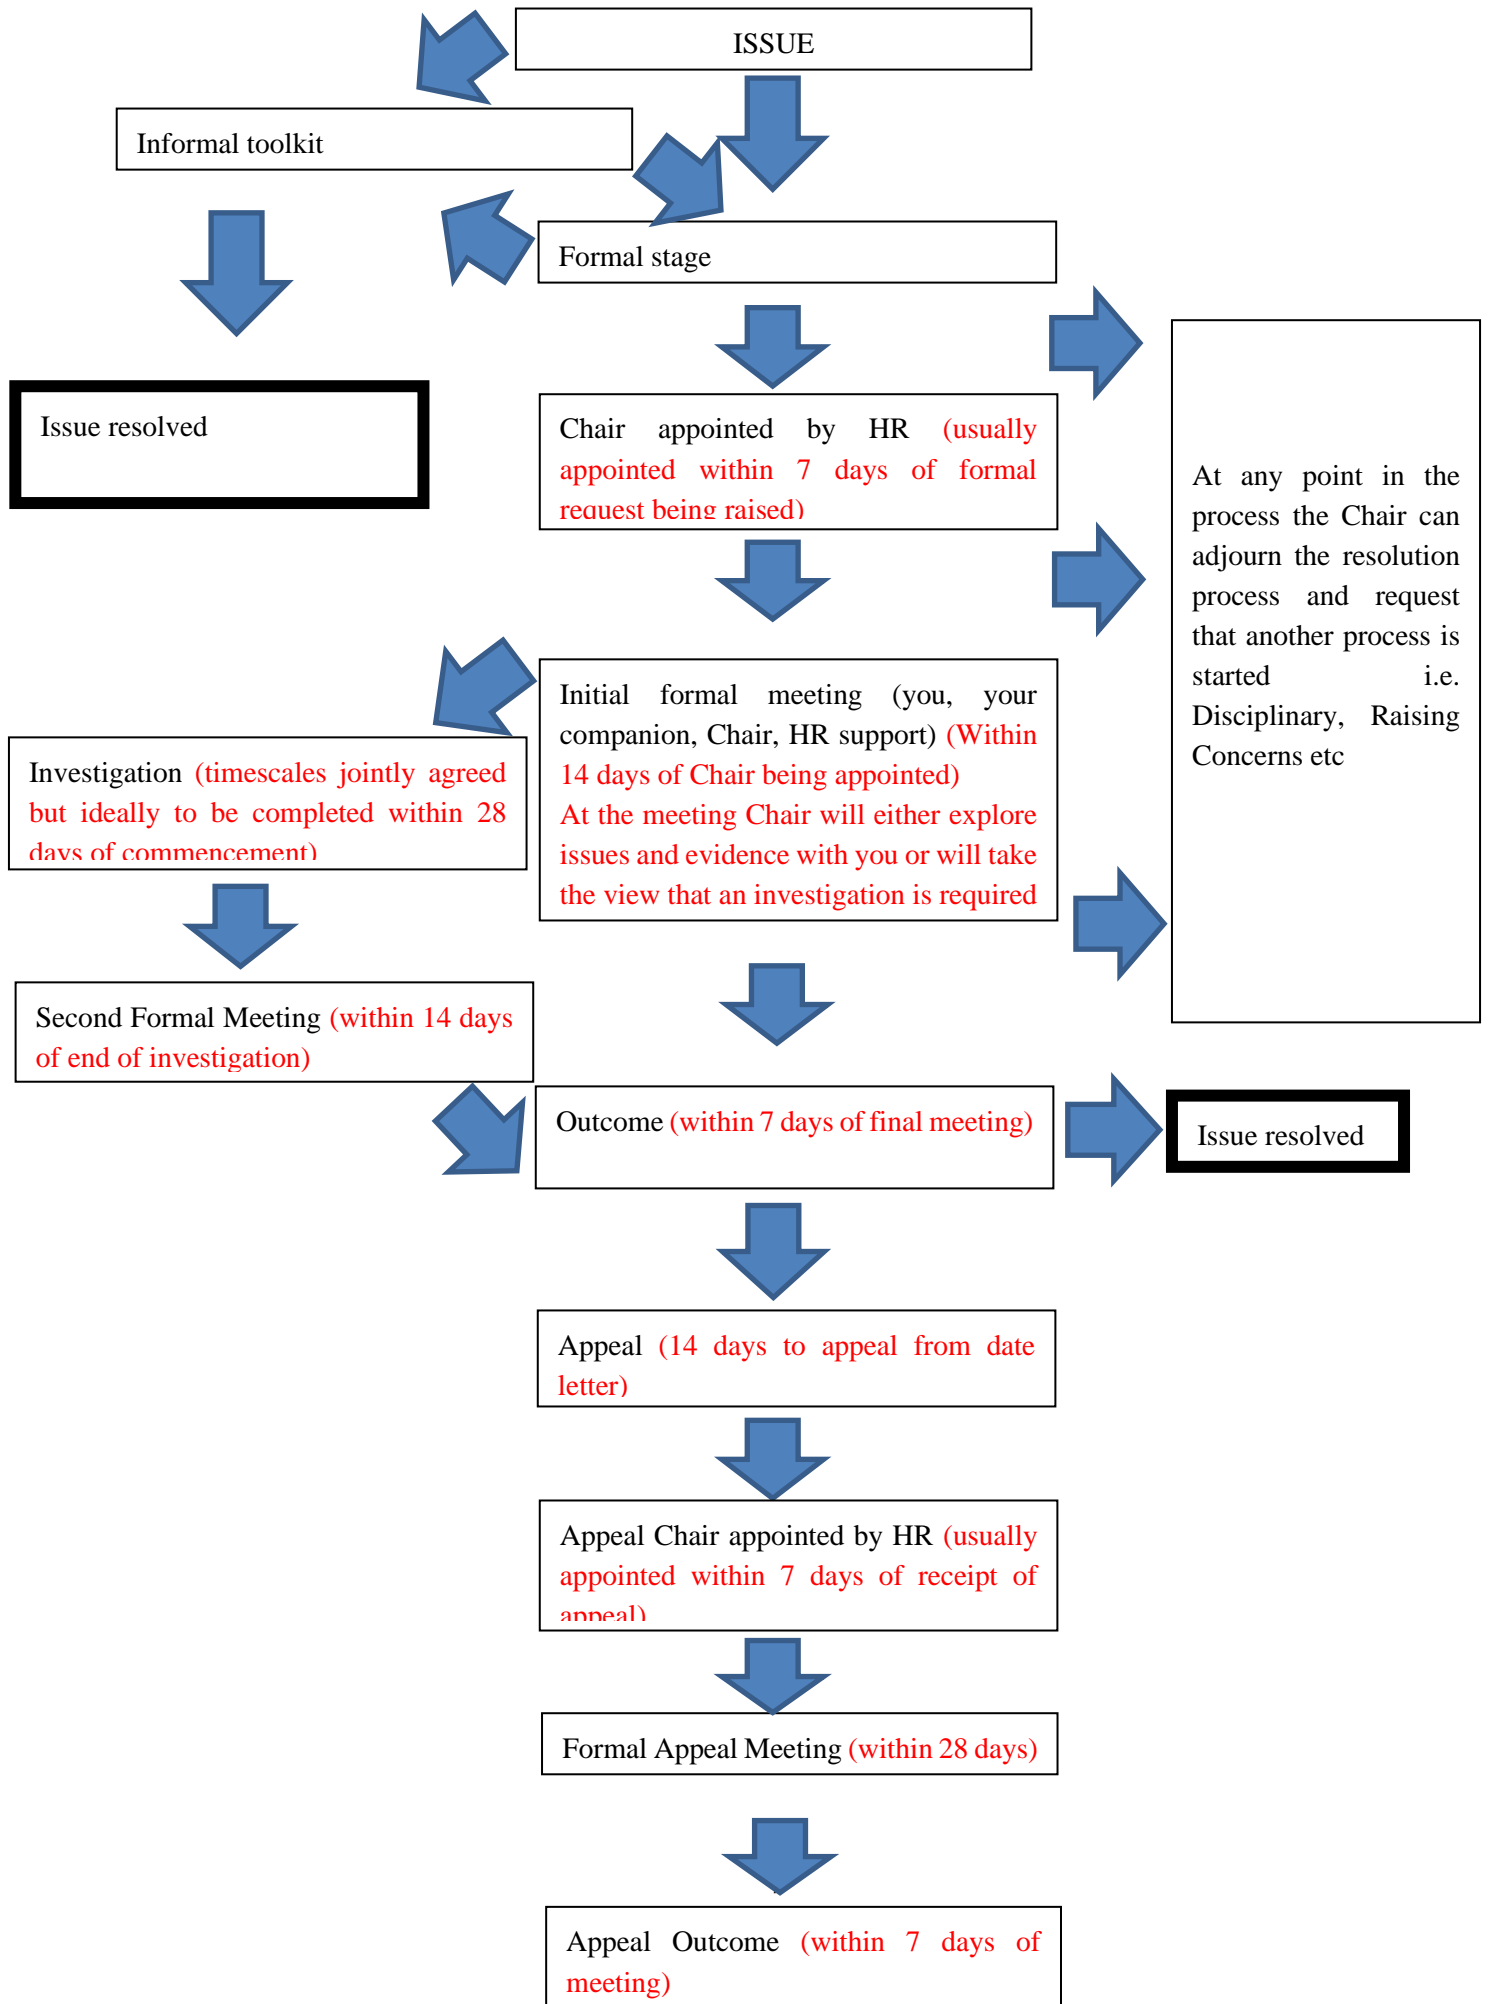 ISSUE
Informal toolkit
Formal stage
Issue resolved
Chair appointed by HR (usually
appointed within 7 days of formal
request being raised)
At any point in the
process the Chair can
adjourn the resolution
process and request
that another process is
started i.e.
Disciplinary, Raising
Concerns etc
Initial formal meeting (you, your
companion, Chair, HR support) (Within
14 days of Chair being appointed)
At the meeting Chair will either explore
issues and evidence with you or will take
the view that an investigation is required
Investigation (timescales jointly agreed
but ideally to be completed within 28
days of commencement)
Second Formal Meeting (within 14 days
of end of investigation)
Outcome (within 7 days of final meeting)
Issue resolved
Appeal (14 days to appeal from date
letter)
Appeal Chair appointed by HR (usually
appointed within 7 days of receipt of
appeal)
Formal Appeal Meeting (within 28 days)
Appeal Outcome (within 7 days of
meeting)